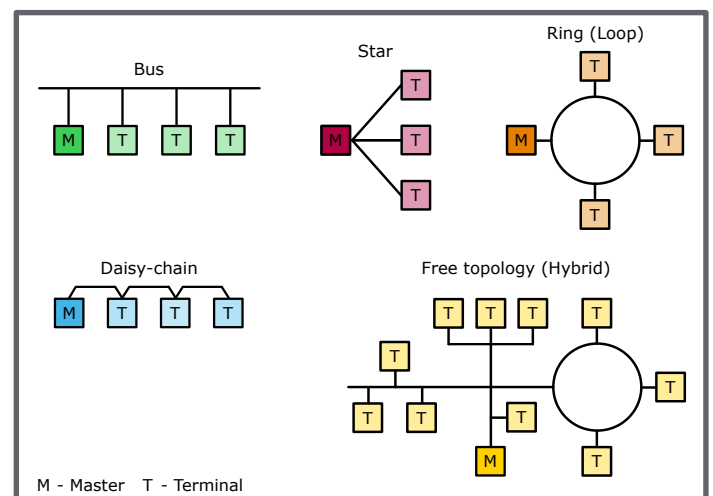 Bus
M T T T
Star
M
T
T
T
Ring (Loop)
T
M T
T
Daisy-chain
M T T T
Free topology (Hybrid)
T T T
T
T T
T
M
T
T
T
M - Master T - Terminal